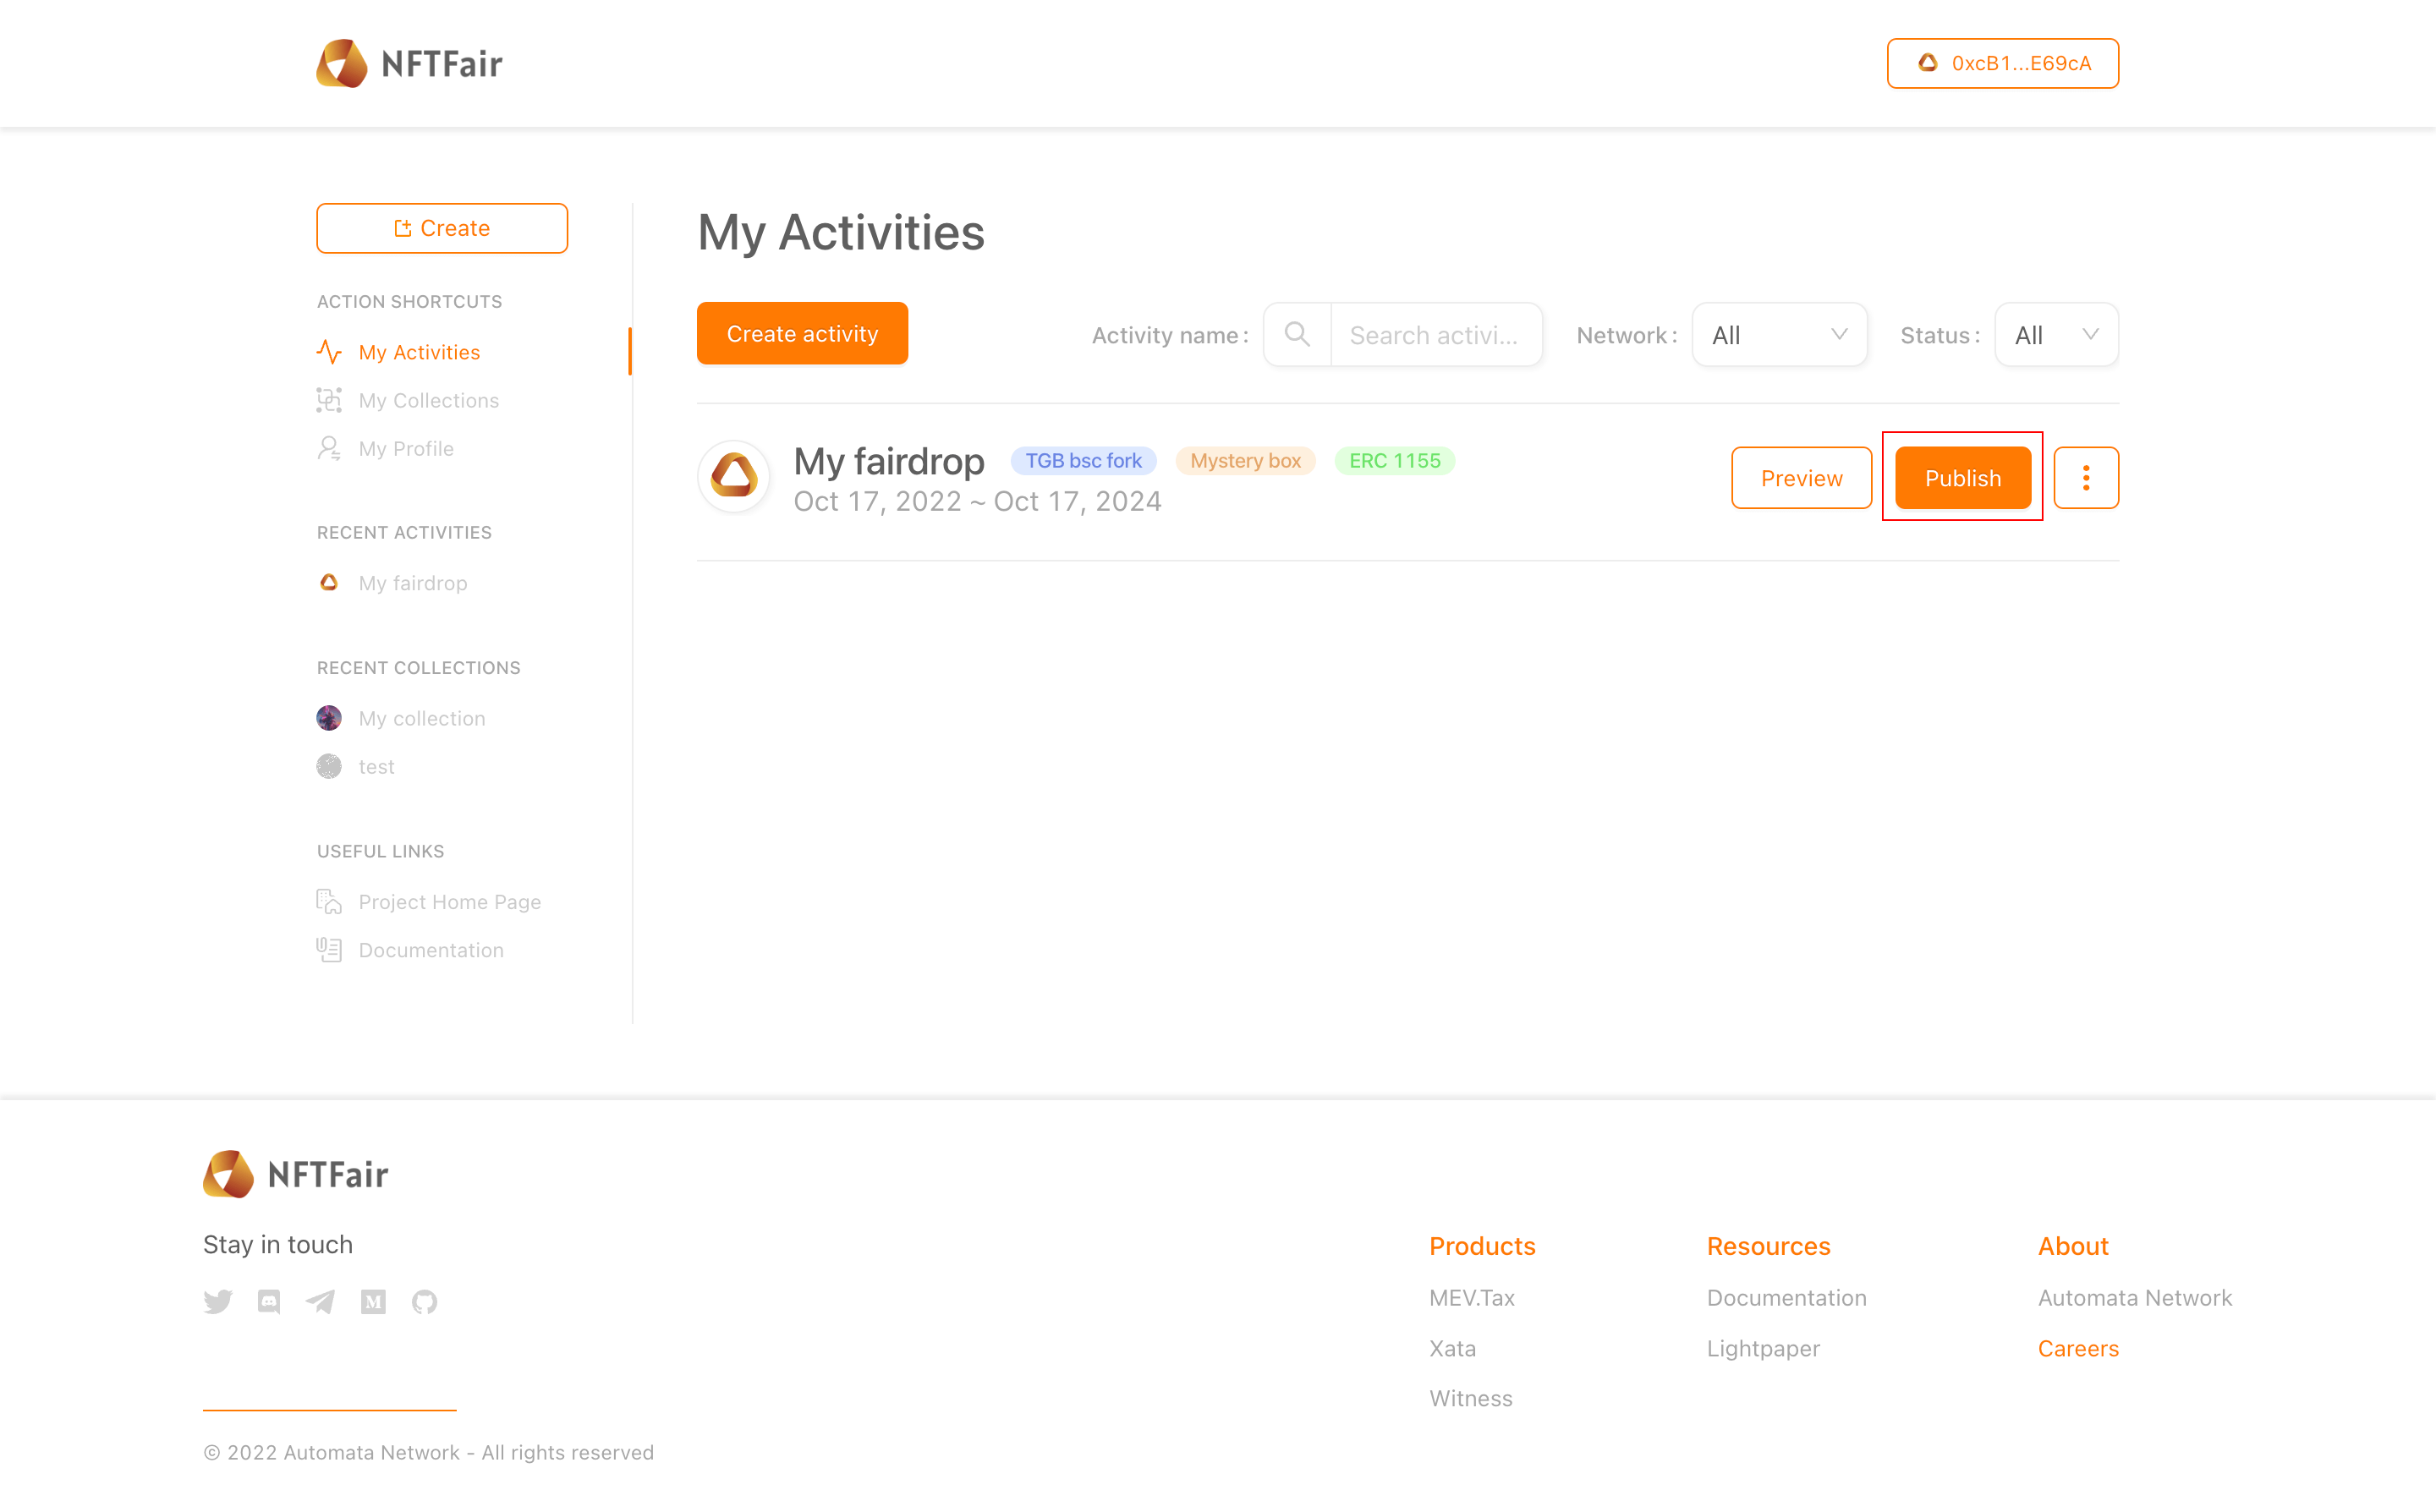 NFTFair
0xcB1...E69cA
Create
ACTION SHORTCUTS
My Activities
My Collections
My Profile
RECENT ACTIVITIES
My fairdrop
RECENT COLLECTIONS
My collection
test
USEFUL LINKS
Project Home Page
Documentation
My Activities
Create activity
Activity name :
Search activi...
Network :
All
Status :
All
My fairdrop TGB bsc fork Mystery box ERC 1155
Oct 17, 2022 ~ Oct 17, 2024
Preview
Publish
NFTFair
Stay in touch
M
Products
MEV.Tax
Xata
Witness
Resources
Documentation
Lightpaper
About
Automata Network
Careers
© 2022 Automata Network - All rights reserved